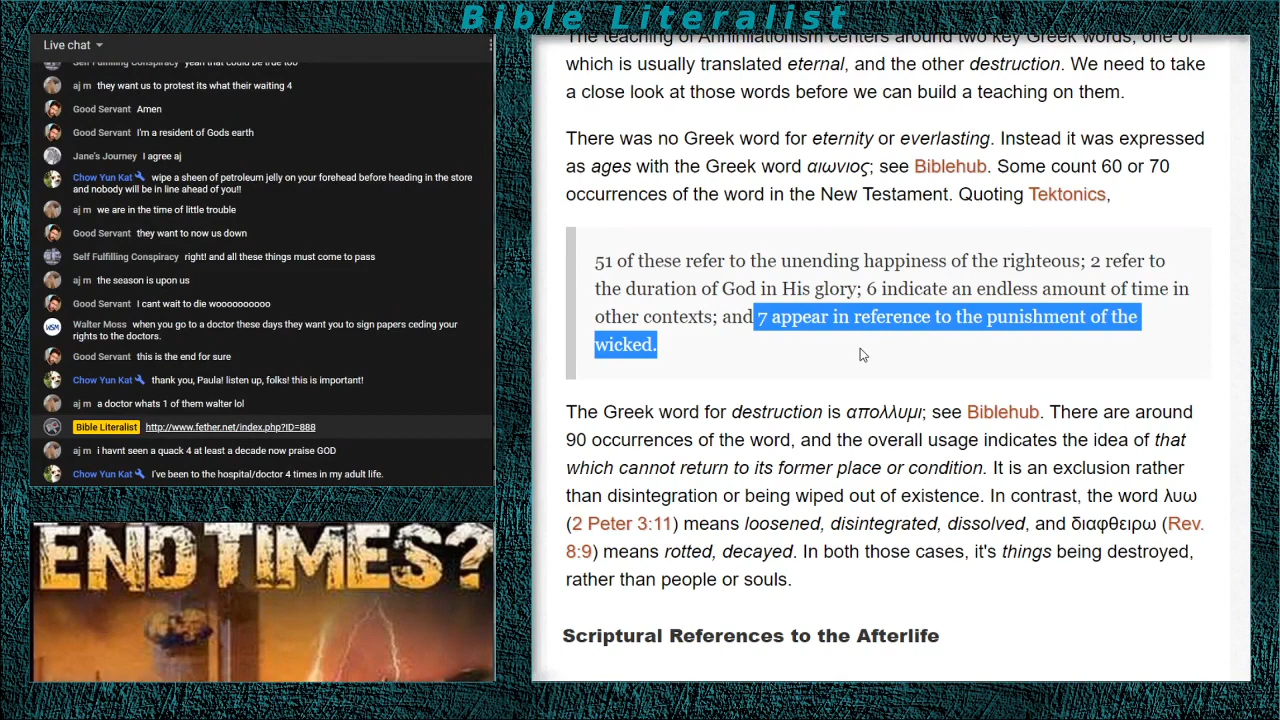 Bible Literalist
Live chat
Self Fulfilling Conspiracy yeah that could be true too
aj m they want us to protest its what their waiting 4
Good Servant Amen
Good Servant I'm a resident of Gods earth
Jane's Journey I agree aj
Chow Yun Kat wipe a sheen of petroleum jelly on your forehead before heading in the store
and nobody will be in line ahead of you!!
aj m we are in the time of little trouble
Good Servant they want to now us down
Self Fulfilling Conspiracy right! and all these things must come to pass
aj m the season is upon us
Good Servant I cant wait to die woooooooooo
Walter Moss when you go to a doctor these days they want you to sign papers ceding your
rights to the doctors.
Good Servant this is the end for sure
Chow Yun Kat thank you, Paula! listen up, folks! this is important!
aj m a doctor whats 1 of them walter lol
Bible Literalist http://www.fether.net/index.php?ID=888
aj m i havnt seen a quack 4 at least a decade now praise GOD
Chow Yun Kat I've been to the hospital/doctor 4 times in my adult life.
END TIMES?
The teaching of Annihilationism centers around two key Greek words, one of
which is usually translated eternal, and the other destruction. We need to take
a close look at those words before we can build a teaching on them.
There was no Greek word for eternity or everlasting. Instead it was expressed
as ages with the Greek word αιωνιος; see Biblehub. Some count 60 or 70
occurrences of the word in the New Testament. Quoting Tektonics,
51 of these refer to the unending happiness of the righteous; 2 refer to
the duration of God in His glory; 6 indicate an endless amount of time in
other contexts; and 7 appear in reference to the punishment of the
wicked.
The Greek word for destruction is απολλυμι; see Biblehub. There are around
90 occurrences of the word, and the overall usage indicates the idea of that
which cannot return to its former place or condition. It is an exclusion rather
than disintegration or being wiped out of existence. In contrast, the word λυω
(2 Peter 3:11) means loosened, disintegrated, dissolved, and διαφθειρω (Rev.
8:9) means rotted, decayed. In both those cases, it's things being destroyed,
rather than people or souls.
Scriptural References to the Afterlife